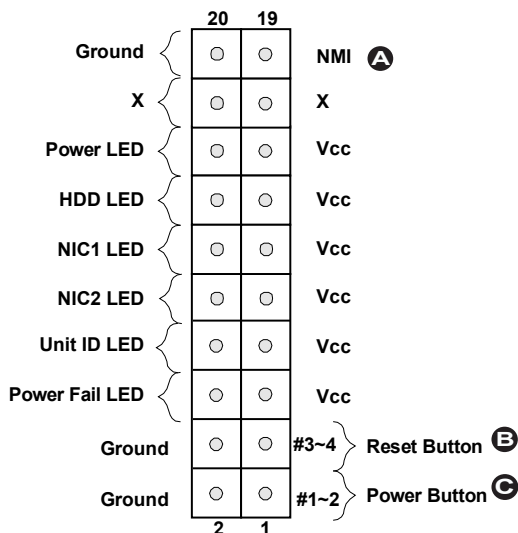 20 19
Ground NMI A
X X
Power LED Vcc
HDD LED Vcc
NIC1 LED Vcc
NIC2 LED Vcc
Unit ID LED Vcc
Power Fail LED Vcc
Ground #3~4 Reset Button B
Ground #1~2 Power Button C
2 1